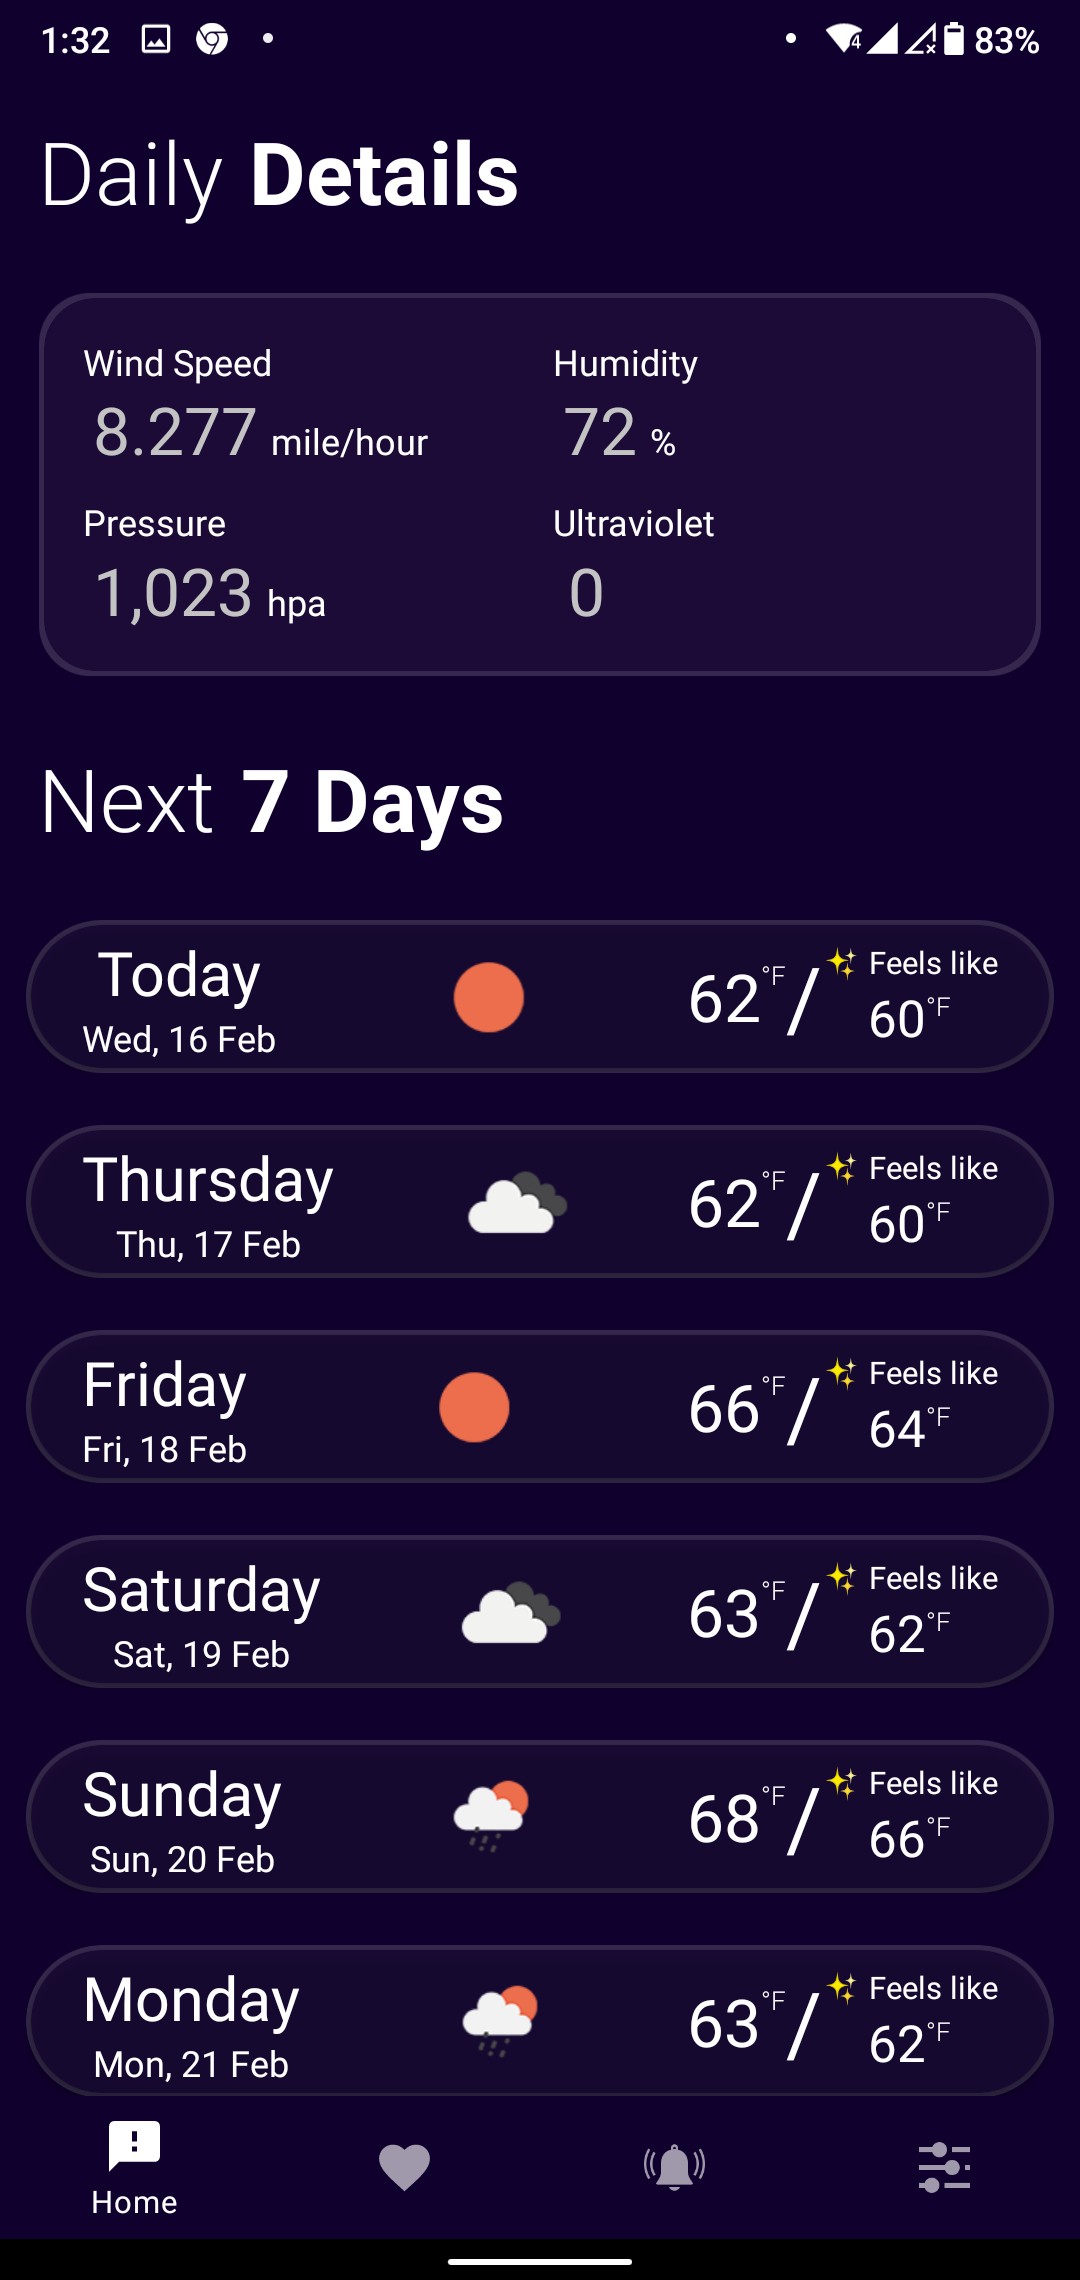 1:32
4
83%
Daily Details
Wind Speed
Humidity
8.277 mile/hour
72 %
Pressure
Ultraviolet
1,023 hpa
0
Next 7 Days
Today
Wed, 16 Feb
62°F / Feels like
60°F
Thursday
Thu, 17 Feb
62°F / Feels like
60°F
Friday
Fri, 18 Feb
66°F / Feels like
64°F
Saturday
Sat, 19 Feb
63°F / Feels like
62°F
Sunday
Sun, 20 Feb
68°F / Feels like
66°F
Monday
Mon, 21 Feb
63°F / Feels like
62°F
Home